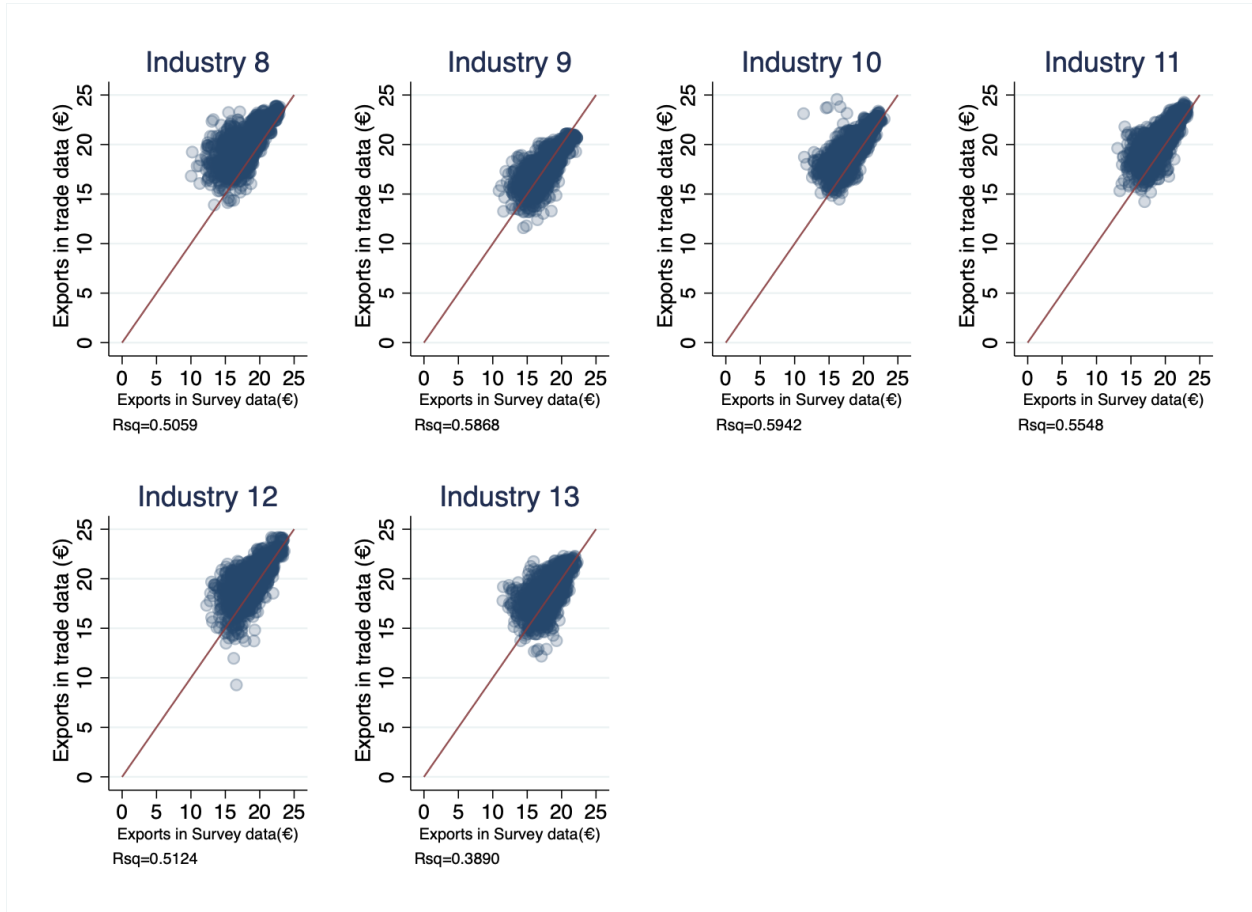 Industry 8
Exports in trade data (€)
25
20
15
10
5
0
0 5 10 15 20 25
Exports in Survey data(€)
Rsq=0.5059
Industry 9
Exports in trade data (€)
25
20
15
10
5
0
0 5 10 15 20 25
Exports in Survey data(€)
Rsq=0.5868
Industry 10
Exports in trade data (€)
25
20
15
10
5
0
0 5 10 15 20 25
Exports in Survey data(€)
Rsq=0.5942
Industry 11
Exports in trade data (€)
25
20
15
10
5
0
0 5 10 15 20 25
Exports in Survey data(€)
Rsq=0.5548
Industry 12
Exports in trade data (€)
25
20
15
10
5
0
0 5 10 15 20 25
Exports in Survey data(€)
Rsq=0.5124
Industry 13
Exports in trade data (€)
25
20
15
10
5
0
0 5 10 15 20 25
Exports in Survey data(€)
Rsq=0.3890